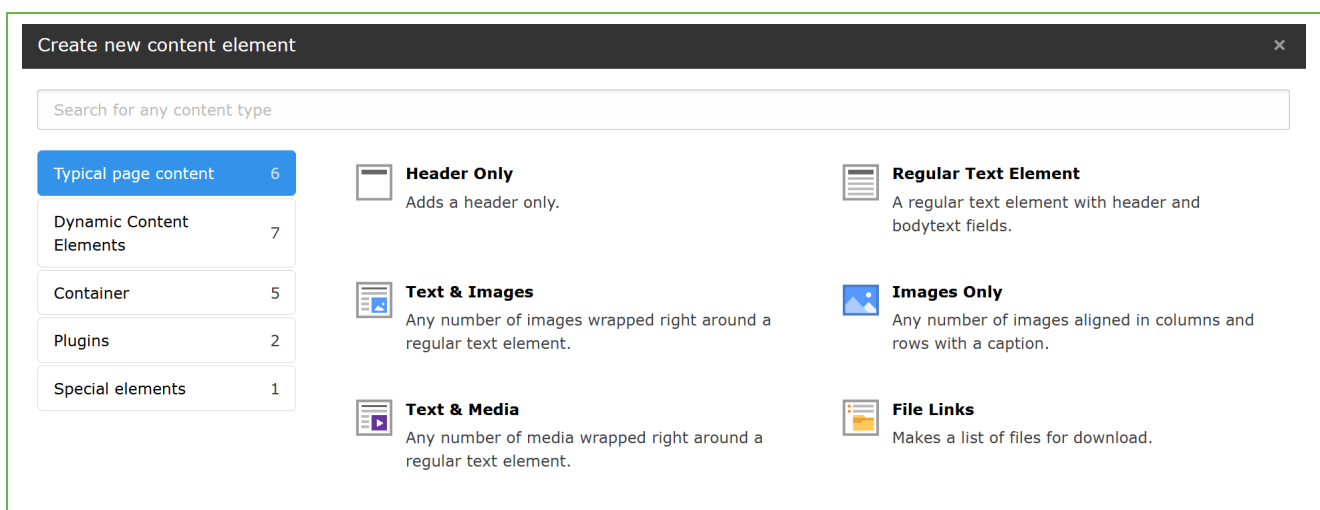 Create new content element
×
Search for any content type
Typical page content 6
Dynamic Content
Elements 7
Container 5
Plugins 2
Special elements 1
Header Only
Adds a header only.
Regular Text Element
A regular text element with header and
bodytext fields.
Text & Images
Any number of images wrapped right around a
regular text element.
Images Only
Any number of images aligned in columns and
rows with a caption.
Text & Media
Any number of media wrapped right around a
regular text element.
File Links
Makes a list of files for download.